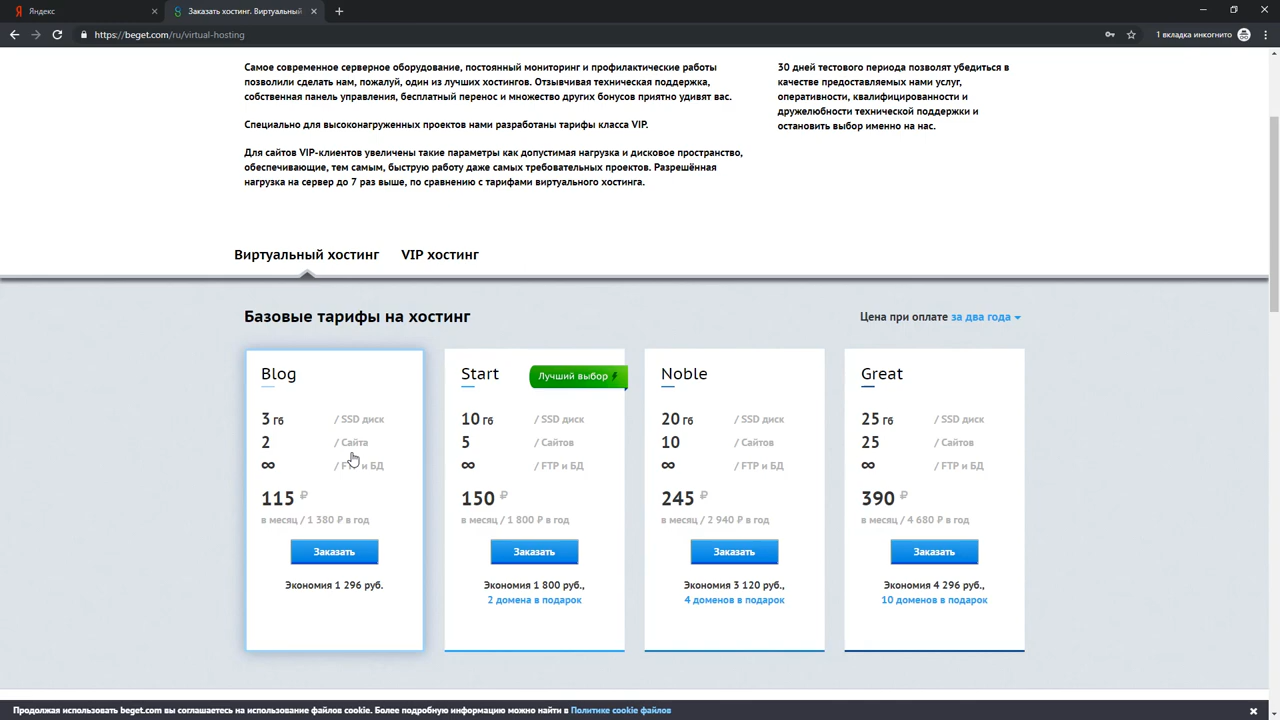 Яндекс
Заказать хостинг. Виртуальный
https://beget.com/ru/virtual-hosting
1 вкладка инкогнито
Самое современное серверное оборудование, постоянный мониторинг и профилактические работы
позволили сделать нам, пожалуй, один из лучших хостингов. Отзывчивая техническая поддержка,
собственная панель управления, бесплатный перенос и множество других бонусов приятно удивят вас.
Специально для высоконагруженных проектов нами разработаны тарифы класса VIP.
Для сайтов VIP-клиентов увеличены такие параметры как допустимая нагрузка и дисковое пространство,
обеспечивающие, тем самым, быструю работу даже самых требовательных проектов. Разрешённая
нагрузка на сервер до 7 раз выше, по сравнению с тарифами виртуального хостинга.
30 дней тестового периода позволят убедиться в
качестве предоставляемых нами услуг,
оперативности, квалифицированности и
дружелюбности технической поддержки и
остановить выбор именно на нас.
Виртуальный хостинг VIP хостинг
Базовые тарифы на хостинг
Цена при оплате за два года
Blog
3 Гб / SSD диск
2 / Сайта
∞ / FTP и БД
115 ₽
в месяц / 1 380 ₽ в год
Заказать
Экономия 1 296 руб.
Start
Лучший выбор
10 Гб / SSD диск
5 / Сайтов
∞ / FTP и БД
150 ₽
в месяц / 1 800 ₽ в год
Заказать
Экономия 1 800 руб.,
2 домена в подарок
Noble
20 Гб / SSD диск
10 / Сайтов
∞ / FTP и БД
245 ₽
в месяц / 2 940 ₽ в год
Заказать
Экономия 3 120 руб.,
4 доменов в подарок
Great
25 Гб / SSD диск
25 / Сайтов
∞ / FTP и БД
390 ₽
в месяц / 4 680 ₽ в год
Заказать
Экономия 4 296 руб.,
10 доменов в подарок
Продолжая использовать beget.com вы соглашаетесь на использование файлов cookie. Более подробную информацию можно найти в Политике cookie файлов